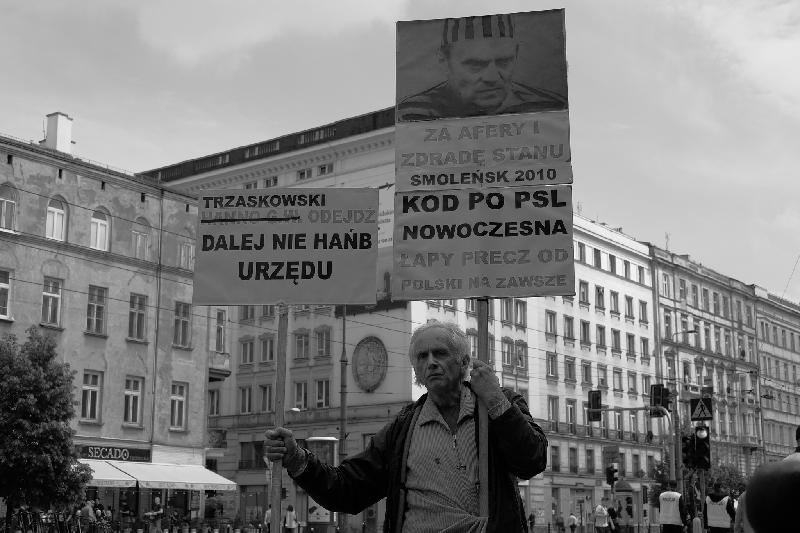 TRZASKOWSKI
HANNO G.W. ODEJDŹ
DALEJ NIE HAŃB
URZĘDU
ZA AFERY I
ZDRADĘ STANU
SMOLEŃSK 2010
KOD PO PSL
NOWOCZESNA
ŁAPY PRECZ OD
POLSKI NA ZAWSZE
SECADO